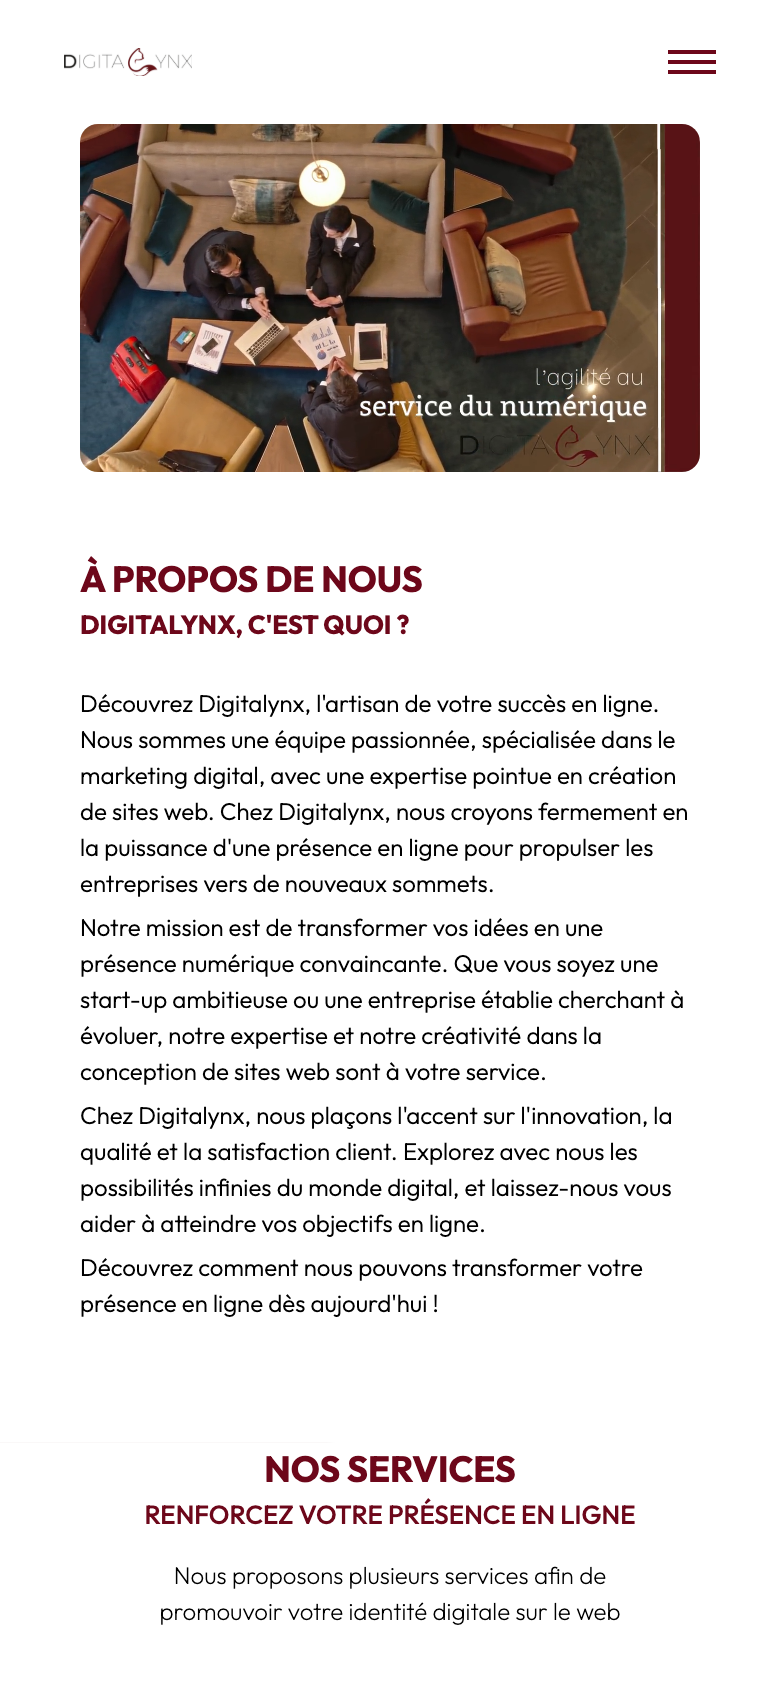 DIGITALYNX
l'agilité au
service du numérique
DIGITALYNX
À PROPOS DE NOUS
DIGITALYNX, C'EST QUOI ?
Découvrez Digitalynx, l'artisan de votre succès en ligne.
Nous sommes une équipe passionnée, spécialisée dans le
marketing digital, avec une expertise pointue en création
de sites web. Chez Digitalynx, nous croyons fermement en
la puissance d'une présence en ligne pour propulser les
entreprises vers de nouveaux sommets.
Notre mission est de transformer vos idées en une
présence numérique convaincante. Que vous soyez une
start-up ambitieuse ou une entreprise établie cherchant à
évoluer, notre expertise et notre créativité dans la
conception de sites web sont à votre service.
Chez Digitalynx, nous plaçons l'accent sur l'innovation, la
qualité et la satisfaction client. Explorez avec nous les
possibilités infinies du monde digital, et laissez-nous vous
aider à atteindre vos objectifs en ligne.
Découvrez comment nous pouvons transformer votre
présence en ligne dès aujourd'hui !
NOS SERVICES
RENFORCEZ VOTRE PRÉSENCE EN LIGNE
Nous proposons plusieurs services afin de
promouvoir votre identité digitale sur le web